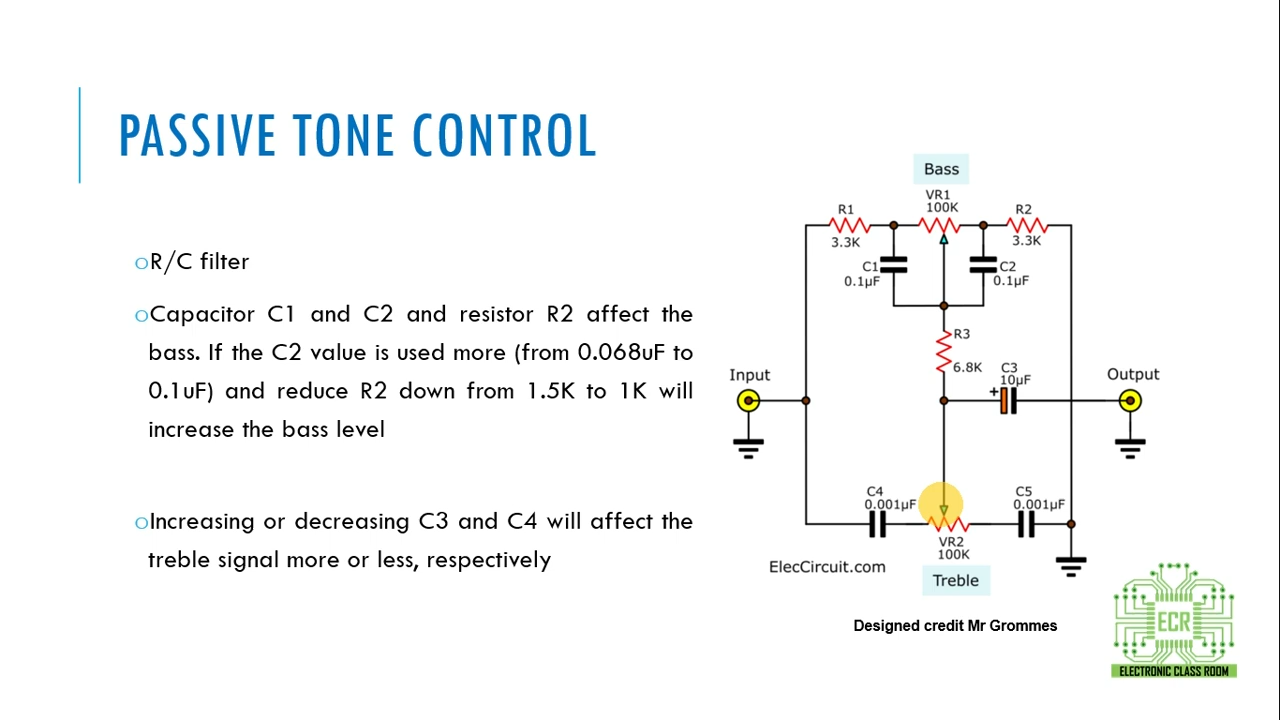 PASSIVE TONE CONTROL
oR/C filter
oCapacitor C1 and C2 and resistor R2 affect the
bass. If the C2 value is used more (from 0.068uF to
0.1uF) and reduce R2 down from 1.5K to 1K will
increase the bass level
oIncreasing or decreasing C3 and C4 will affect the
treble signal more or less, respectively
Bass
VR1
100K
R1
3.3K
R2
3.3K
C1
0.1µF
C2
0.1µF
R3
6.8K
C3
10µF
+
Input
Output
C4
0.001µF
C5
0.001µF
VR2
100K
Treble
ElecCircuit.com
Designed credit Mr Grommes
ECR
ELECTRONIC CLASS ROOM